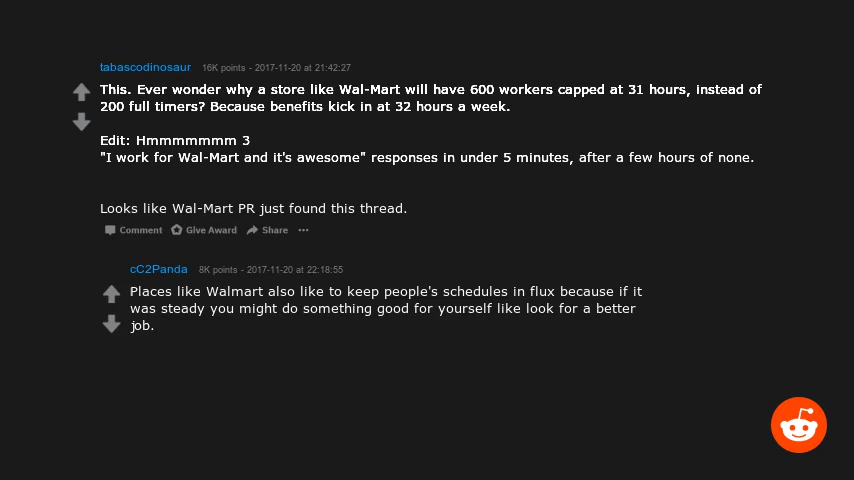 tabascodinosaur 16K points - 2017-11-20 at 21:42:27
This. Ever wonder why a store like Wal-Mart will have 600 workers capped at 31 hours, instead of
200 full timers? Because benefits kick in at 32 hours a week.
Edit: Hmmmmmmm 3
"I work for Wal-Mart and it's awesome" responses in under 5 minutes, after a few hours of none.
Looks like Wal-Mart PR just found this thread.
Comment Give Award Share ···
cC2Panda 8K points - 2017-11-20 at 22:18:55
Places like Walmart also like to keep people's schedules in flux because if it
was steady you might do something good for yourself like look for a better
job.